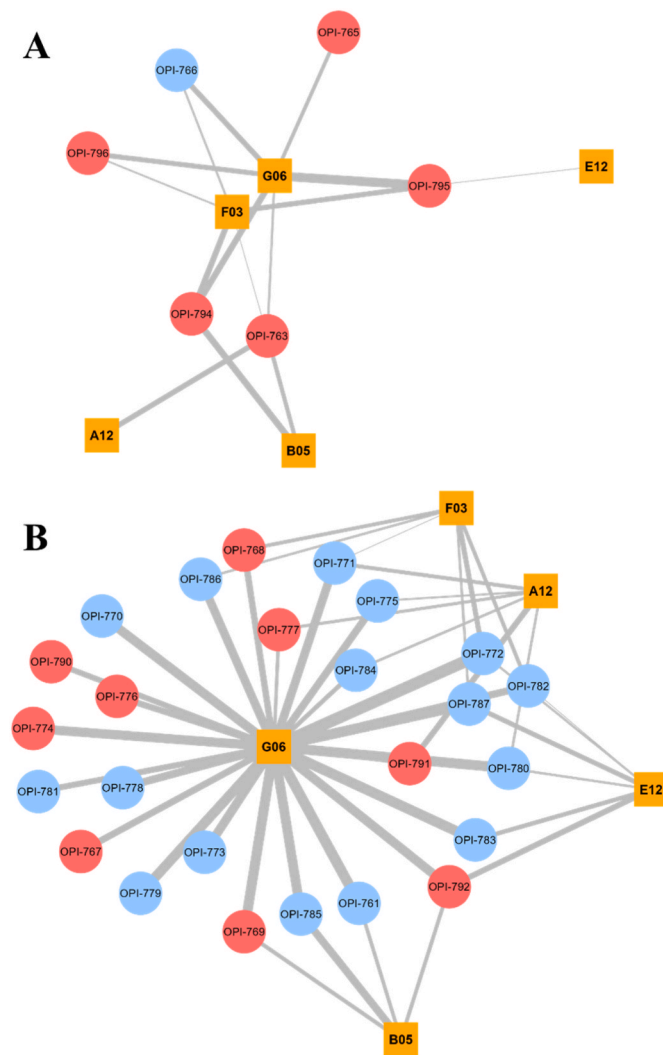 A
OPI-765
OPI-766
OPI-796
E12
G06
OPI-795
F03
OPI-794
OPI-763
A12
B05
B
F03
OPI-768
OPI-771
OPI-786
A12
OPI-775
OPI-770
OPI-777
OPI-772
OPI-790
OPI-784
OPI-782
OPI-776
OPI-787
OPI-774
G06
OPI-791
OPI-780
OPI-781
OPI-778
E12
OPI-783
OPI-767
OPI-773
OPI-792
OPI-779
OPI-761
OPI-785
OPI-769
B05